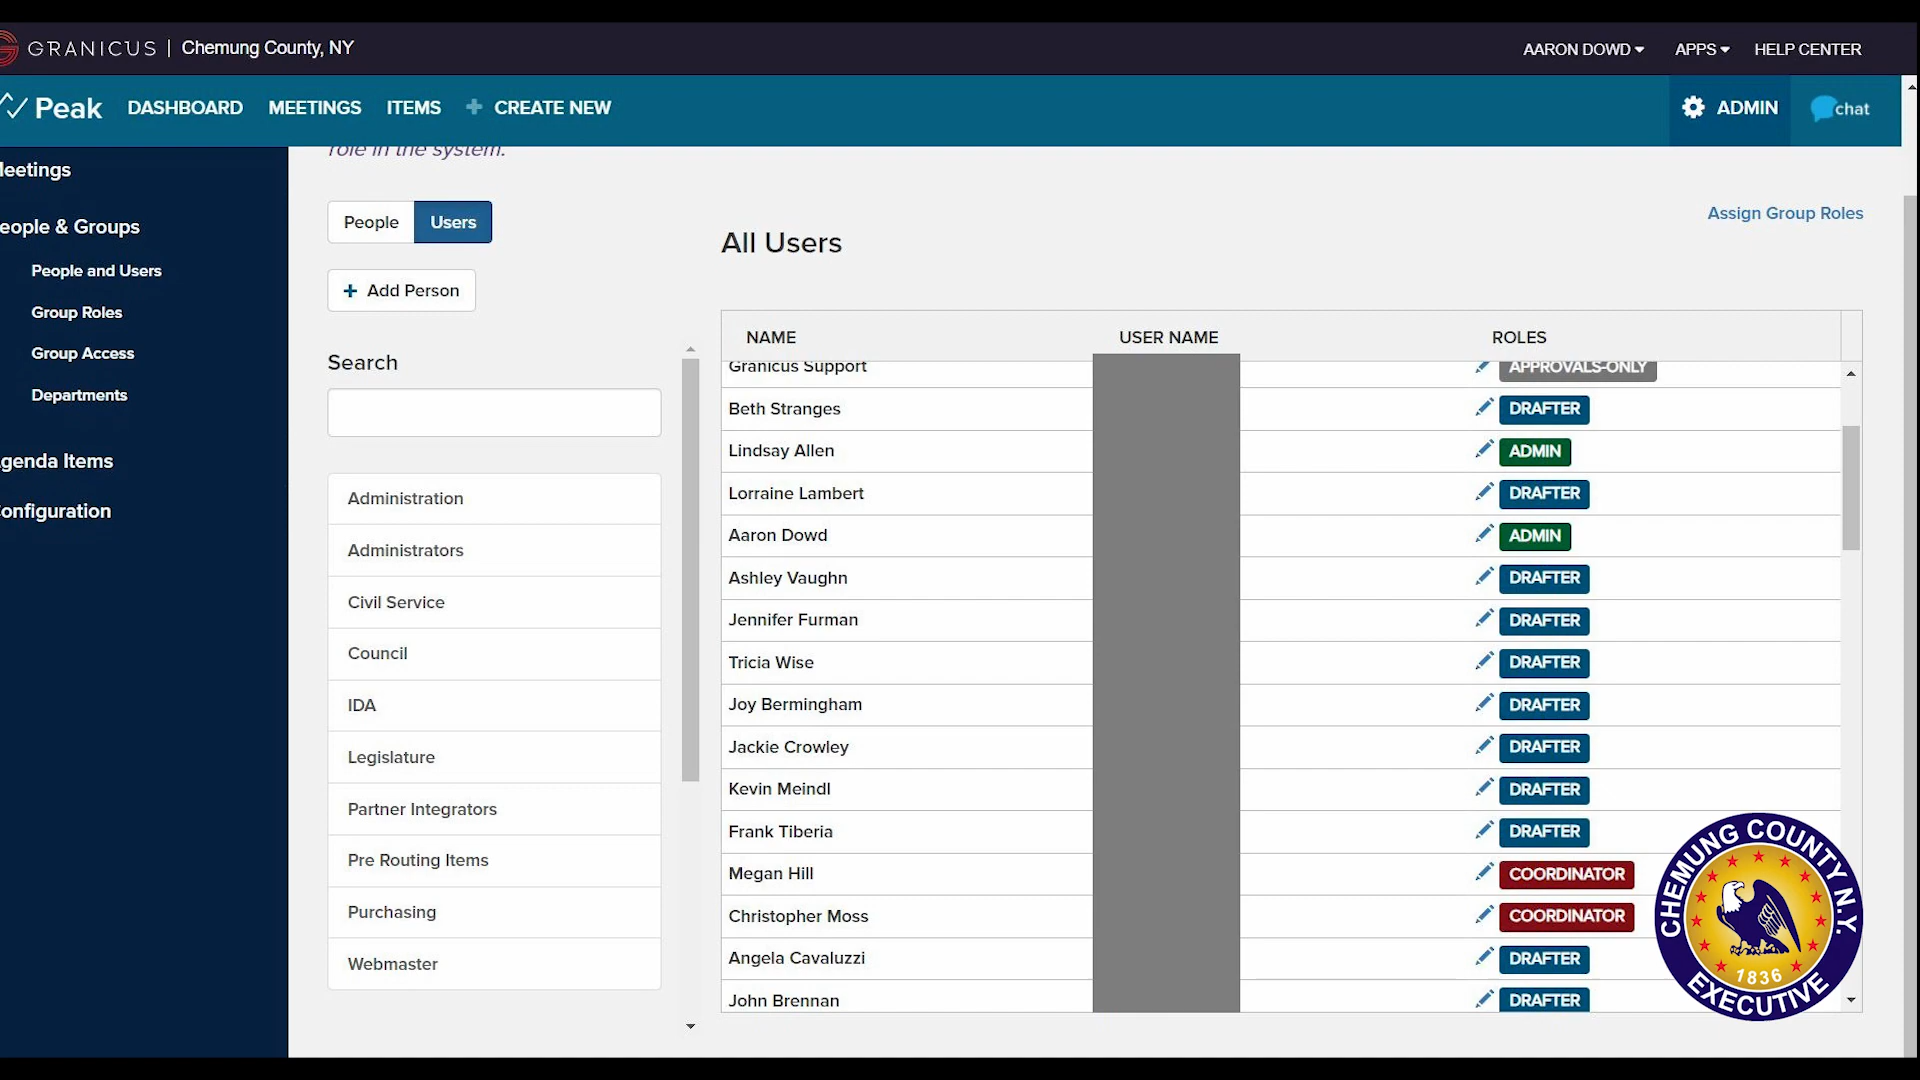 GRANICUS | Chemung County, NY
AARON DOWD
APPS
HELP CENTER
Peak
DASHBOARD
MEETINGS
ITEMS
+ CREATE NEW
ADMIN
chat
role in the system.
eetings
eople & Groups
People and Users
Group Roles
Group Access
Departments
genda Items
onfiguration
People
Users
+ Add Person
Search
Administration
Administrators
Civil Service
Council
IDA
Legislature
Partner Integrators
Pre Routing Items
Purchasing
Webmaster
Assign Group Roles
All Users
NAME USER NAME ROLES
Granicus Support APPROVALS-ONLY
Beth Stranges DRAFTER
Lindsay Allen ADMIN
Lorraine Lambert DRAFTER
Aaron Dowd ADMIN
Ashley Vaughn DRAFTER
Jennifer Furman DRAFTER
Tricia Wise DRAFTER
Joy Bermingham DRAFTER
Jackie Crowley DRAFTER
Kevin Meindl DRAFTER
Frank Tiberia DRAFTER
Megan Hill COORDINATOR
Christopher Moss COORDINATOR
Angela Cavaluzzi DRAFTER
John Brennan DRAFTER
CHEMUNG COUNTY N.Y.
1836
EXECUTIVE